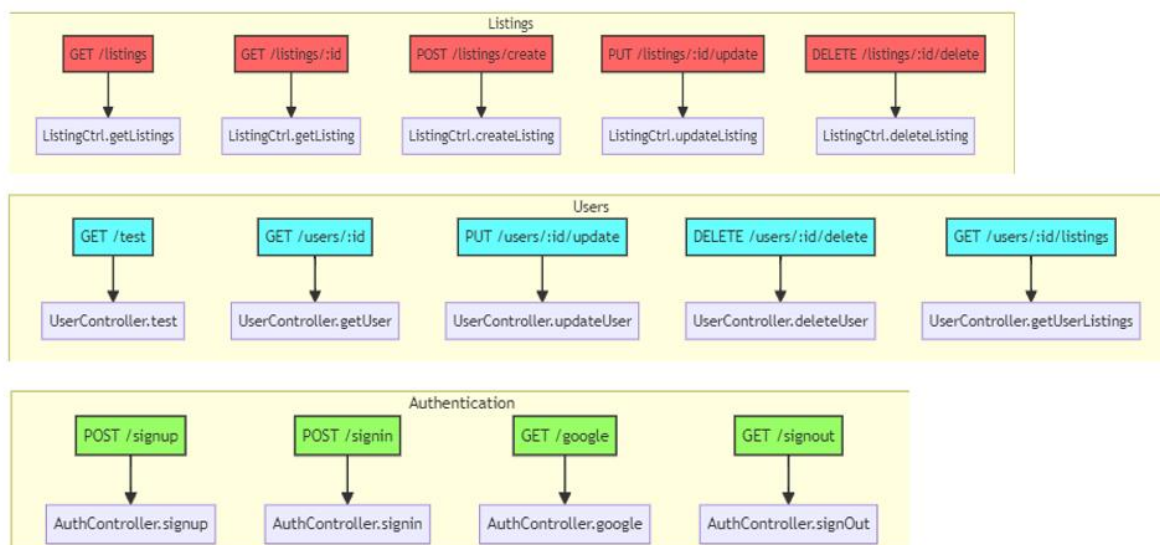 Listings
GET /listings
GET /listings/:id
POST /listings/create
PUT /listings/:id/update
DELETE /listings/:id/delete
ListingCtrl.getListings
ListingCtrl.getListing
ListingCtrl.createListing
ListingCtrl.updateListing
ListingCtrl.deleteListing
Users
GET /test
GET /users/:id
PUT /users/:id/update
DELETE /users/:id/delete
GET /users/:id/listings
UserController.test
UserController.getUser
UserController.updateUser
UserController.deleteUser
UserController.getUserListings
Authentication
POST /signup
POST /signin
GET /google
GET /signout
AuthController.signup
AuthController.signin
AuthController.google
AuthController.signOut